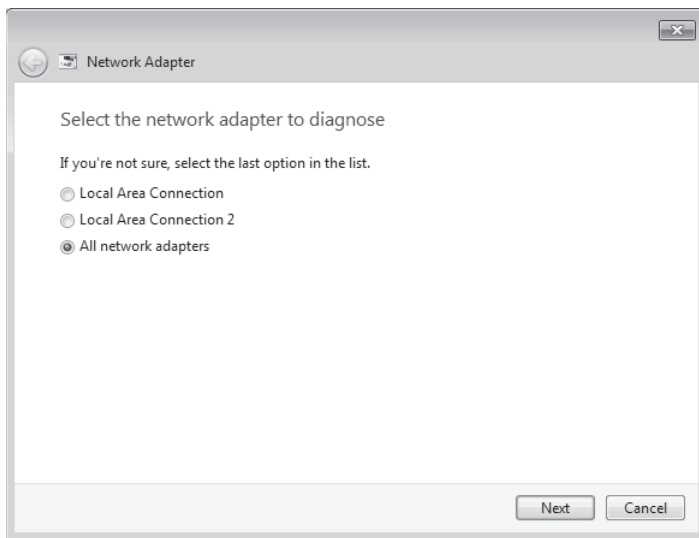 Network Adapter
Select the network adapter to diagnose
If you're not sure, select the last option in the list.
Local Area Connection
Local Area Connection 2
All network adapters
Next
Cancel